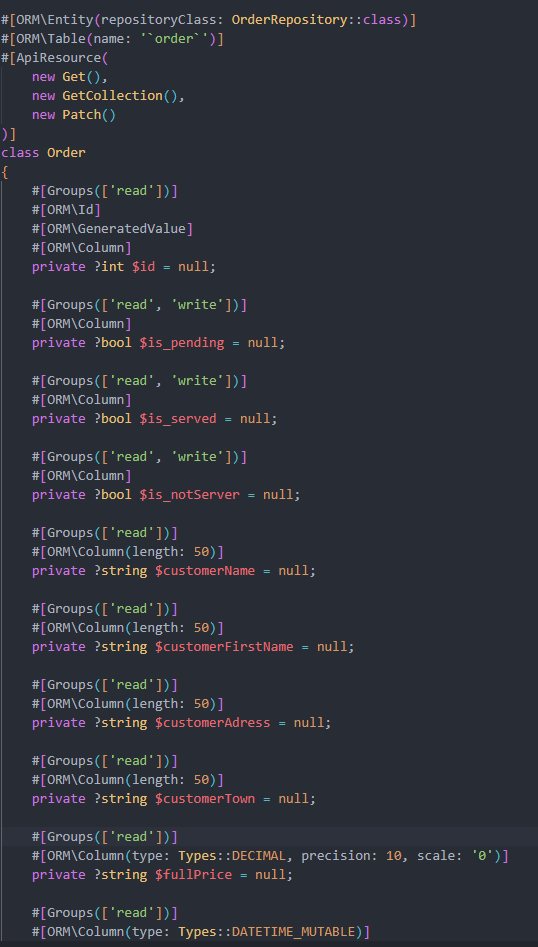 #[ORM\Entity(repositoryClass: OrderRepository::class)]
#[ORM\Table(name: '`order`')]
#[ApiResource(
    new Get(),
    new GetCollection(),
    new Patch()
)]
class Order
{
    #[Groups(['read'])]
    #[ORM\Id]
    #[ORM\GeneratedValue]
    #[ORM\Column]
    private ?int $id = null;

    #[Groups(['read', 'write'])]
    #[ORM\Column]
    private ?bool $is_pending = null;

    #[Groups(['read', 'write'])]
    #[ORM\Column]
    private ?bool $is_served = null;

    #[Groups(['read', 'write'])]
    #[ORM\Column]
    private ?bool $is_notServer = null;

    #[Groups(['read'])]
    #[ORM\Column(length: 50)]
    private ?string $customerName = null;

    #[Groups(['read'])]
    #[ORM\Column(length: 50)]
    private ?string $customerFirstName = null;

    #[Groups(['read'])]
    #[ORM\Column(length: 50)]
    private ?string $customerAdress = null;

    #[Groups(['read'])]
    #[ORM\Column(length: 50)]
    private ?string $customerTown = null;

    #[Groups(['read'])]
    #[ORM\Column(type: Types::DECIMAL, precision: 10, scale: '0')]
    private ?string $fullPrice = null;

    #[Groups(['read'])]
    #[ORM\Column(type: Types::DATETIME_MUTABLE)]